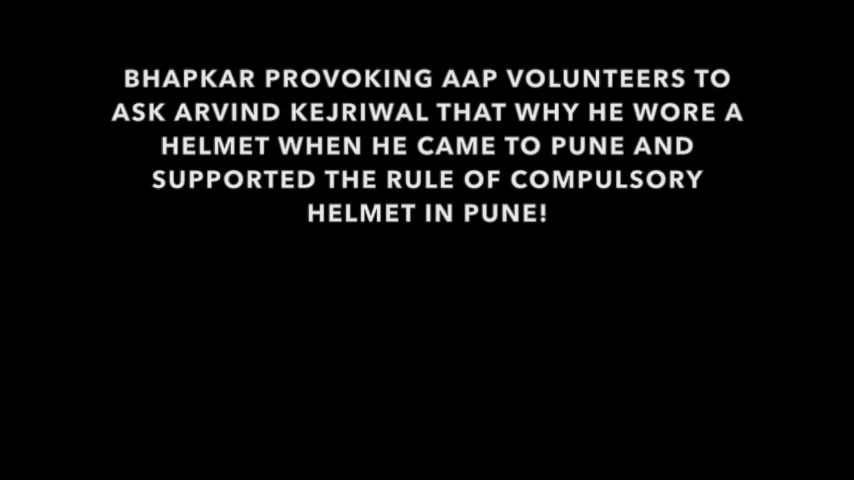 BHAPKAR PROVOKING AAP VOLUNTEERS TO
ASK ARVIND KEJRIWAL THAT WHY HE WORE A
HELMET WHEN HE CAME TO PUNE AND
SUPPORTED THE RULE OF COMPULSORY
HELMET IN PUNE!